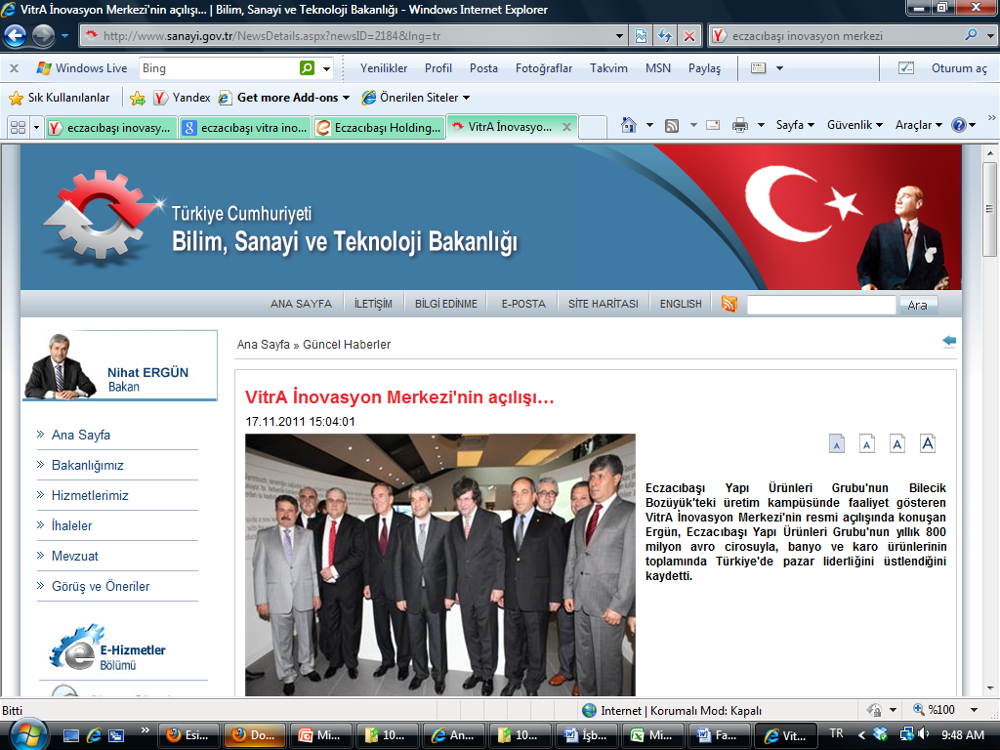 VitrA İnovasyon Merkezi'nin açılışı... | Bilim, Sanayi ve Teknoloji Bakanlığı - Windows Internet Explorer
http://www.sanayi.gov.tr/NewsDetails.aspx?newsID=2184&lng=tr
eczacıbaşı inovasyon merkezi
x Windows Live Bing Yenilikler Profil Posta Fotoğraflar Takvim MSN Paylaş Oturum aç
Sık Kullanılanlar Yandex Get more Add-ons Önerilen Siteler
eczacıbaşı inovasy... eczacıbaşı vitra ino... Eczacıbaşı Holding... VitrA İnovasyo... x Sayfa Güvenlik Araçlar
Türkiye Cumhuriyeti
Bilim, Sanayi ve Teknoloji Bakanlığı
ANA SAYFA İLETİŞİM BİLGİ EDİNME E-POSTA SİTE HARİTASI ENGLISH Ara
Nihat ERGÜN
Bakan
Ana Sayfa » Güncel Haberler
VitrA İnovasyon Merkezi'nin açılışı…
17.11.2011 15:04:01
A A A A
» Ana Sayfa
» Bakanlığımız
» Hizmetlerimiz
» İhaleler
» Mevzuat
» Görüş ve Öneriler
E-Hizmetler
Bölümü
Eczacıbaşı Yapı Ürünleri Grubu'nun Bilecik
Bozüyük'teki üretim kampüsünde faaliyet gösteren
VitrA İnovasyon Merkezi'nin resmi açılışında konuşan
Ergün, Eczacıbaşı Yapı Ürünleri Grubu'nun yıllık 800
milyon avro cirosuyla, banyo ve karo ürünlerinin
toplamında Türkiye'de pazar liderliğini üstlendiğini
kaydetti.
Bitti Internet | Korumalı Mod: Kapalı %100
Esi... Do... Mi... 10... An... 10... İşb... Mi... Fa... Vit... TR 9:48 AM